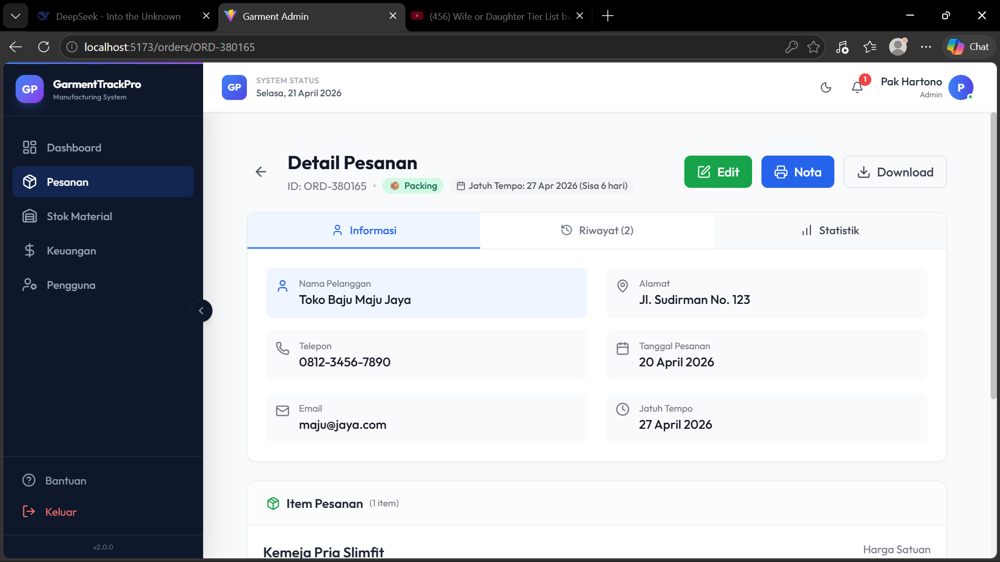 DeepSeek - Into the Unknown
Garment Admin
(456) Wife or Daughter Tier List bu
localhost:5173/orders/ORD-380165
Chat
GP
GarmentTrackPro
Manufacturing System
GP
SYSTEM STATUS
Selasa, 21 April 2026
1
Pak Hartono
Admin
P
Dashboard
Pesanan
Stok Material
Keuangan
Pengguna
Bantuan
Keluar
v2.0.0
Detail Pesanan
ID: ORD-380165 • Packing
Jatuh Tempo: 27 Apr 2026 (Sisa 6 hari)
Edit
Nota
Download
Informasi
Riwayat (2)
Statistik
Nama Pelanggan
Toko Baju Maju Jaya
Alamat
Jl. Sudirman No. 123
Telepon
0812-3456-7890
Tanggal Pesanan
20 April 2026
Email
maju@jaya.com
Jatuh Tempo
27 April 2026
Item Pesanan (1 item)
Kemeja Pria Slimfit
Harga Satuan